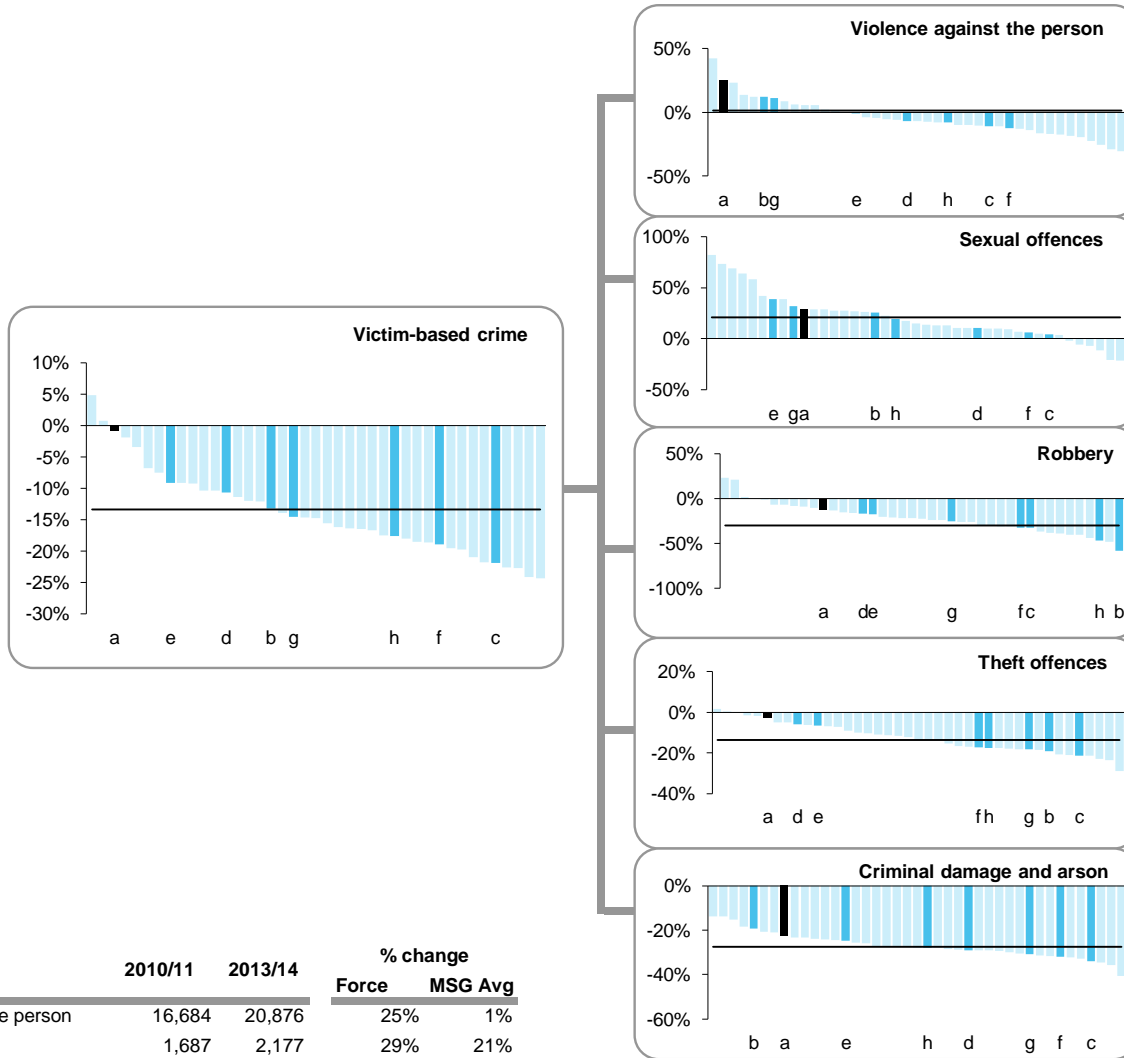 Violence against the person
50%
0%
-50%
a bg e d h c f
Sexual offences
100%
50%
0%
-50%
e ga b h d f c
Victim-based crime
10%
5%
0%
-5%
-10%
-15%
-20%
-25%
-30%
a e d b g h f c
Robbery
50%
0%
-50%
-100%
a de g fc h b
Theft offences
20%
0%
-20%
-40%
a d e fh g b c
Criminal damage and arson
0%
-20%
-40%
-60%
b a e h d g f c
2010/11 2013/14 % change
Force MSG Avg
e person 16,684 20,876 25% 1%
1,687 2,177 29% 21%